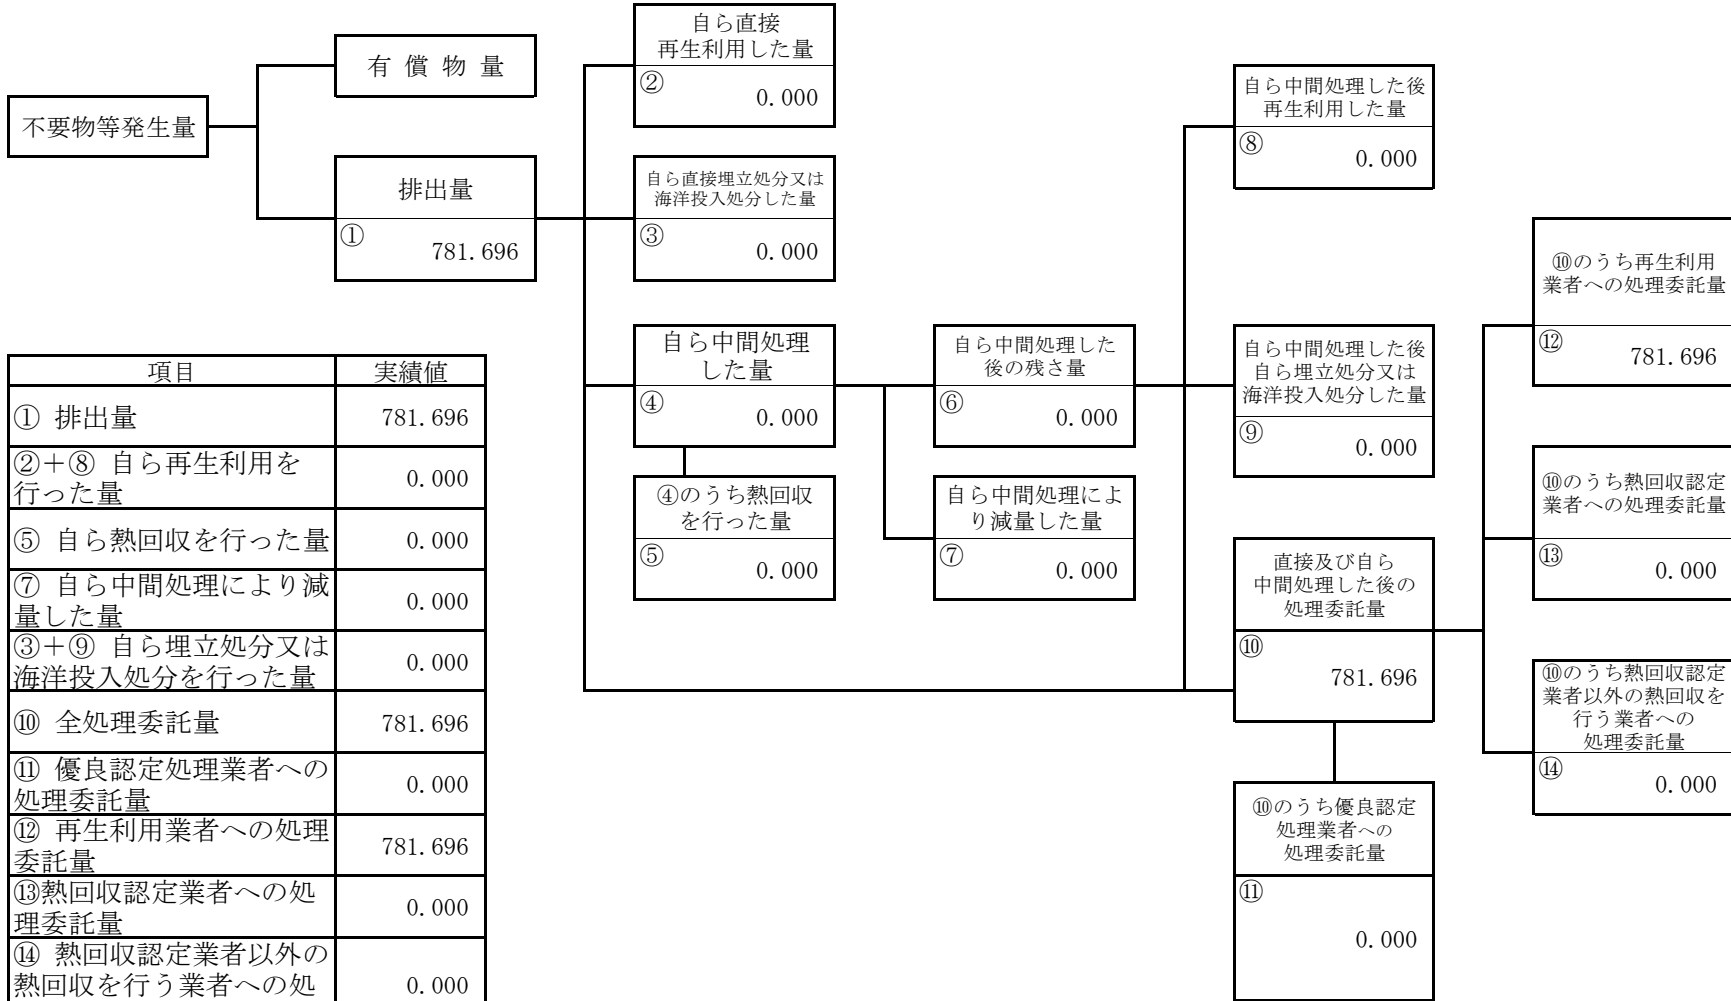 不要物等発生量
有 償 物 量
排出量
①
781.696
自ら直接
再生利用した量
②
0.000
自ら直接埋立処分又は
海洋投入処分した量
③
0.000
自ら中間処理
した量
④
0.000
④のうち熱回収
を行った量
⑤
0.000
自ら中間処理した
後の残さ量
⑥
0.000
自ら中間処理によ
り減量した量
⑦
0.000
自ら中間処理した後
再生利用した量
⑧
0.000
自ら中間処理した後
自ら埋立処分又は
海洋投入処分した量
⑨
0.000
直接及び自ら
中間処理した後の
処理委託量
⑩
781.696
⑩のうち優良認定
処理業者への
処理委託量
⑪
0.000
⑩のうち再生利用
業者への処理委託量
⑫
781.696
⑩のうち熱回収認定
業者への処理委託量
⑬
0.000
⑩のうち熱回収認定
業者以外の熱回収を
行う業者への
処理委託量
⑭
0.000
項目 実績値
① 排出量 781.696
②+⑧ 自ら再生利用を
行った量 0.000
⑤ 自ら熱回収を行った量 0.000
⑦ 自ら中間処理により減
量した量 0.000
③+⑨ 自ら埋立処分又は
海洋投入処分を行った量 0.000
⑩ 全処理委託量 781.696
⑪ 優良認定処理業者への
処理委託量 0.000
⑫ 再生利用業者への処理
委託量 781.696
⑬熱回収認定業者への処
理委託量 0.000
⑭ 熱回収認定業者以外の
熱回収を行う業者への処 0.000